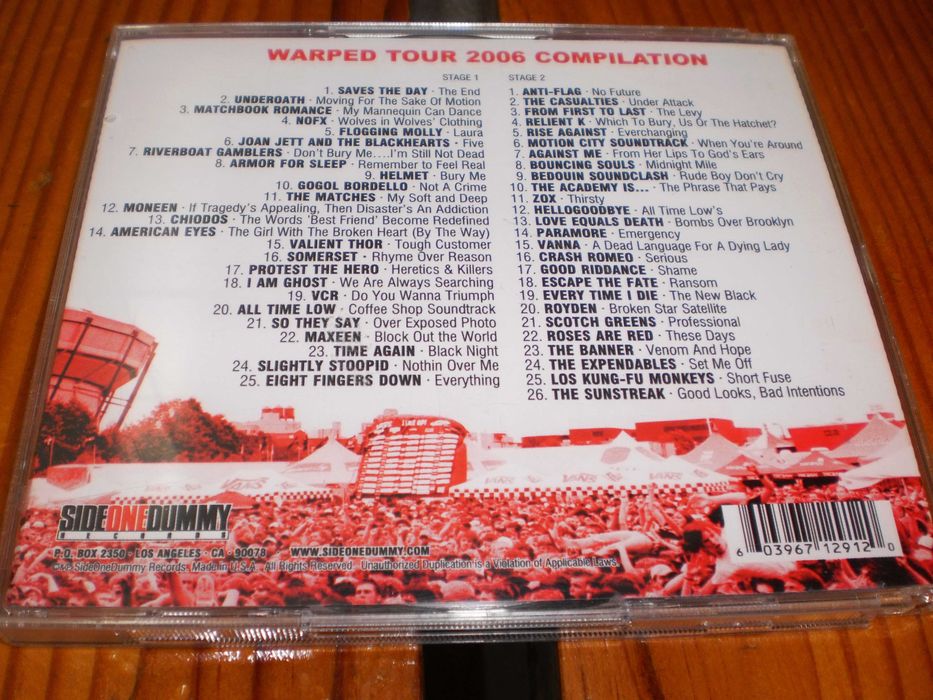 WARPED TOUR 2006 COMPILATION
STAGE 1
1. SAVES THE DAY · The End
2. UNDEROATH · Moving For The Sake Of Motion
3. MATCHBOOK ROMANCE · My Mannequin Can Dance
4. NOFX · Wolves in Wolves' Clothing
5. FLOGGING MOLLY · Laura
6. JOAN JETT AND THE BLACKHEARTS · Five
7. RIVERBOAT GAMBLERS · Don't Bury Me....I'm Still Not Dead
8. ARMOR FOR SLEEP · Remember to Feel Real
9. HELMET · Bury Me
10. GOGOL BORDELLO · Not A Crime
11. THE MATCHES · My Soft and Deep
12. MONEEN · If Tragedy's Appealing, Then Disaster's An Addiction
13. CHIODOS · The Words 'Best Friend' Become Redefined
14. AMERICAN EYES · The Girl With The Broken Heart (By The Way)
15. VALIENT THOR · Tough Customer
16. SOMERSET · Rhyme Over Reason
17. PROTEST THE HERO · Heretics & Killers
18. I AM GHOST · We Are Always Searching
19. VCR · Do You Wanna Triumph
20. ALL TIME LOW · Coffee Shop Soundtrack
21. SO THEY SAY · Over Exposed Photo
22. MAXEEN · Block Out the World
23. TIME AGAIN · Black Night
24. SLIGHTLY STOOPID · Nothin Over Me
25. EIGHT FINGERS DOWN · Everything
STAGE 2
1. ANTI-FLAG · No Future
2. THE CASUALTIES · Under Attack
3. FROM FIRST TO LAST · The Levy
4. RELIENT K · Which To Bury, Us Or The Hatchet?
5. RISE AGAINST · Everchanging
6. MOTION CITY SOUNDTRACK · When You're Around
7. AGAINST ME · From Her Lips To God's Ears
8. BOUNCING SOULS · Midnight Mile
9. BEDOUIN SOUNDCLASH · Rude Boy Don't Cry
10. THE ACADEMY IS... · The Phrase That Pays
11. ZOX · Thirsty
12. HELLOGOODBYE · All Time Low's
13. LOVE EQUALS DEATH · Bombs Over Brooklyn
14. PARAMORE · Emergency
15. VANNA · A Dead Language For A Dying Lady
16. CRASH ROMEO · Serious
17. GOOD RIDDANCE · Shame
18. ESCAPE THE FATE · Ransom
19. EVERY TIME I DIE · The New Black
20. ROYDEN · Broken Star Satellite
21. SCOTCH GREENS · Professional
22. ROSES ARE RED · These Days
23. THE BANNER · Venom And Hope
24. THE EXPENDABLES · Set Me Off
25. LOS KUNG-FU MONKEYS · Short Fuse
26. THE SUNSTREAK · Good Looks, Bad Intentions
VANS
VANS
SIDEONEDUMMY
RECORDS
P.O. BOX 2350 · LOS ANGELES · CA · 90078 WWW.SIDEONEDUMMY.COM
SideOneDummy Records. Made in U.S.A. All Rights Reserved. Unauthorized Duplication is a Violation of Applicable Laws.
6 03967 12912 0